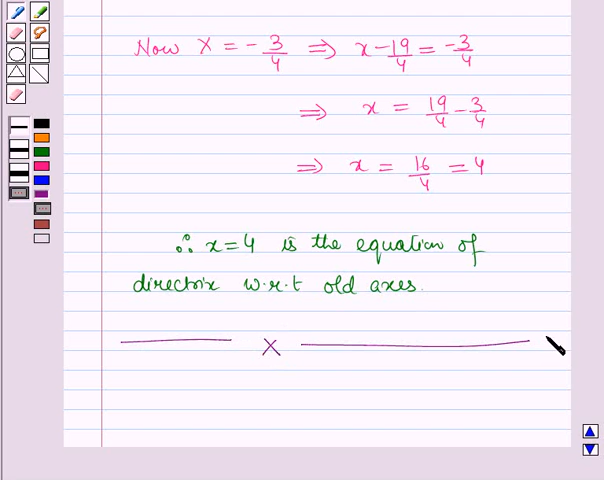 Now X = -3/4 ⇒ x - 19/4 = -3/4
⇒ x = 19/4 - 3/4
⇒ x = 16/4 = 4
∴ x = 4 is the equation of
directrix w.r.t old axes.
X